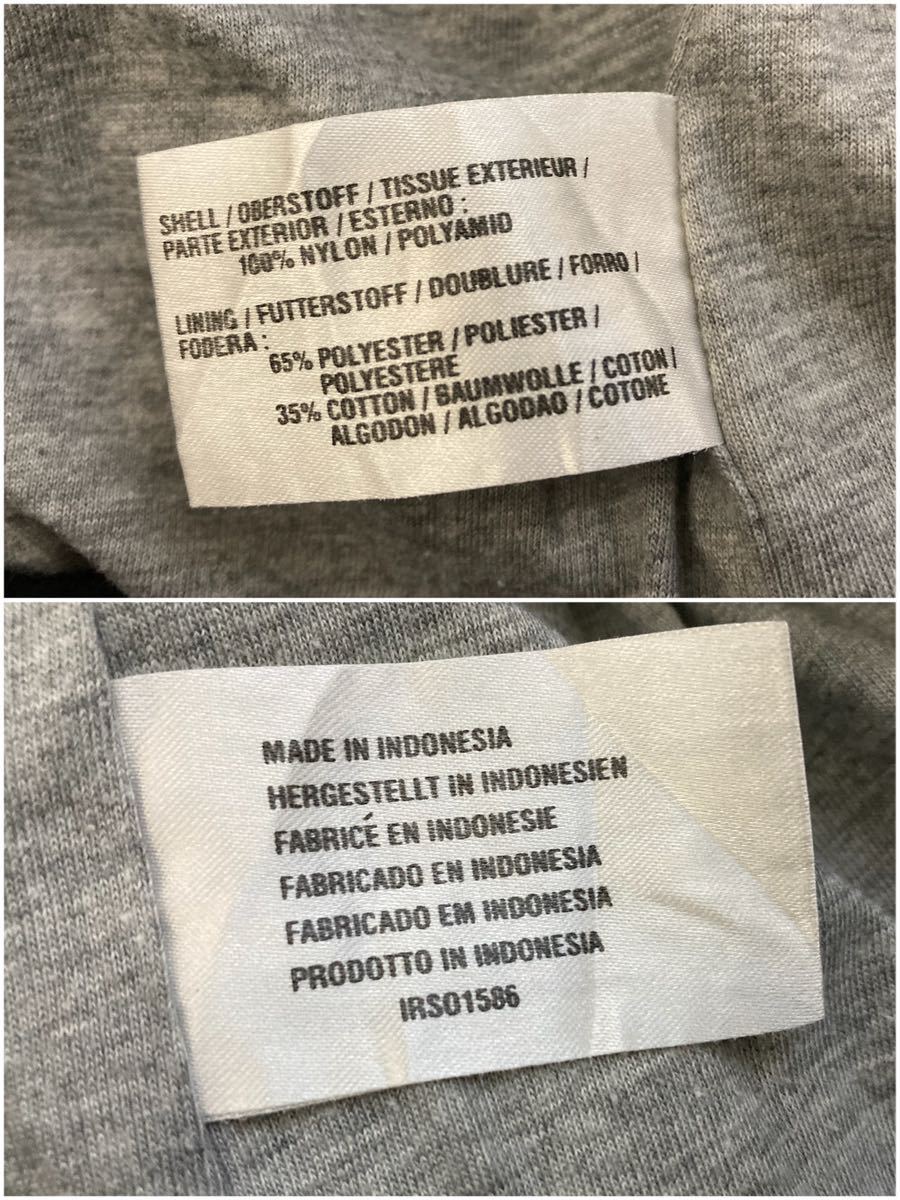 SHELL / OBERSTOFF / TISSUE EXTERIEUR /
PARTE EXTERIOR / ESTERNO :
100% NYLON / POLYAMID
LINING / FUTTERSTOFF / DOUBLURE / FORRO /
FODERA :
65% POLYESTER / POLIESTER /
POLYESTERE
35% COTTON / BAUMWOLLE / COTON /
ALGODON / ALGODAO / COTONE
MADE IN INDONESIA
HERGESTELLT IN INDONESIEN
FABRICÉ EN INDONESIE
FABRICADO EN INDONESIA
FABRICADO EM INDONESIA
PRODOTTO IN INDONESIA
IRS01586